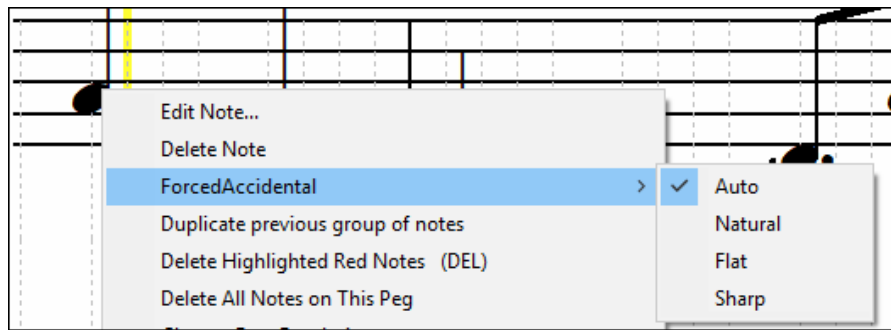 Edit Note...
Delete Note
ForcedAccidental
Duplicate previous group of notes
Delete Highlighted Red Notes (DEL)
Delete All Notes on This Peg
Auto
Natural
Flat
Sharp